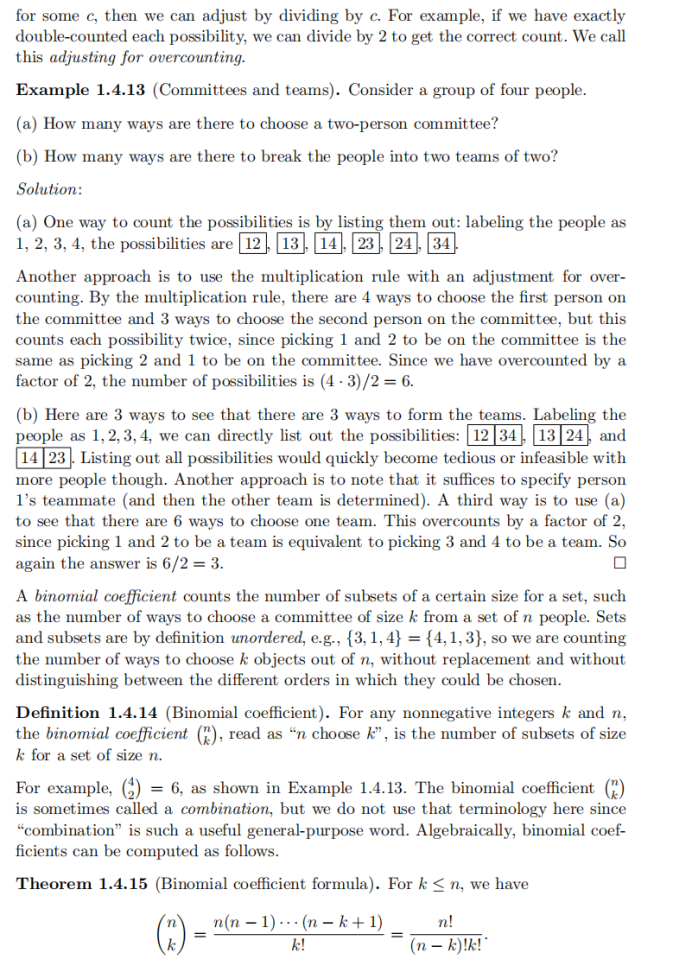 for some c, then we can adjust by dividing by c. For example, if we have exactly
double-counted each possibility, we can divide by 2 to get the correct count. We call
this adjusting for overcounting.
Example 1.4.13 (Committees and teams). Consider a group of four people.
(a) How many ways are there to choose a two-person committee?
(b) How many ways are there to break the people into two teams of two?
Solution:
(a) One way to count the possibilities is by listing them out: labeling the people as
1, 2, 3, 4, the possibilities are 12, 13, 14, 23, 24, 34.
Another approach is to use the multiplication rule with an adjustment for over-
counting. By the multiplication rule, there are 4 ways to choose the first person on
the committee and 3 ways to choose the second person on the committee, but this
counts each possibility twice, since picking 1 and 2 to be on the committee is the
same as picking 2 and 1 to be on the committee. Since we have overcounted by a
factor of 2, the number of possibilities is (4 · 3)/2 = 6.
(b) Here are 3 ways to see that there are 3 ways to form the teams. Labeling the
people as 1, 2, 3, 4, we can directly list out the possibilities: 12|34, 13|24, and
14|23. Listing out all possibilities would quickly become tedious or infeasible with
more people though. Another approach is to note that it suffices to specify person
1's teammate (and then the other team is determined). A third way is to use (a)
to see that there are 6 ways to choose one team. This overcounts by a factor of 2,
since picking 1 and 2 to be a team is equivalent to picking 3 and 4 to be a team. So
again the answer is 6/2 = 3. □
A binomial coefficient counts the number of subsets of a certain size for a set, such
as the number of ways to choose a committee of size k from a set of n people. Sets
and subsets are by definition unordered, e.g., {3, 1, 4} = {4, 1, 3}, so we are counting
the number of ways to choose k objects out of n, without replacement and without
distinguishing between the different orders in which they could be chosen.
Definition 1.4.14 (Binomial coefficient). For any nonnegative integers k and n,
the binomial coefficient (n k), read as "n choose k", is the number of subsets of size
k for a set of size n.
For example, (4 2) = 6, as shown in Example 1.4.13. The binomial coefficient (n k)
is sometimes called a combination, but we do not use that terminology here since
"combination" is such a useful general-purpose word. Algebraically, binomial coef-
ficients can be computed as follows.
Theorem 1.4.15 (Binomial coefficient formula). For k ≤ n, we have
(n k) = n(n − 1) · · · (n − k + 1) / k! = n! / (n − k)!k!.